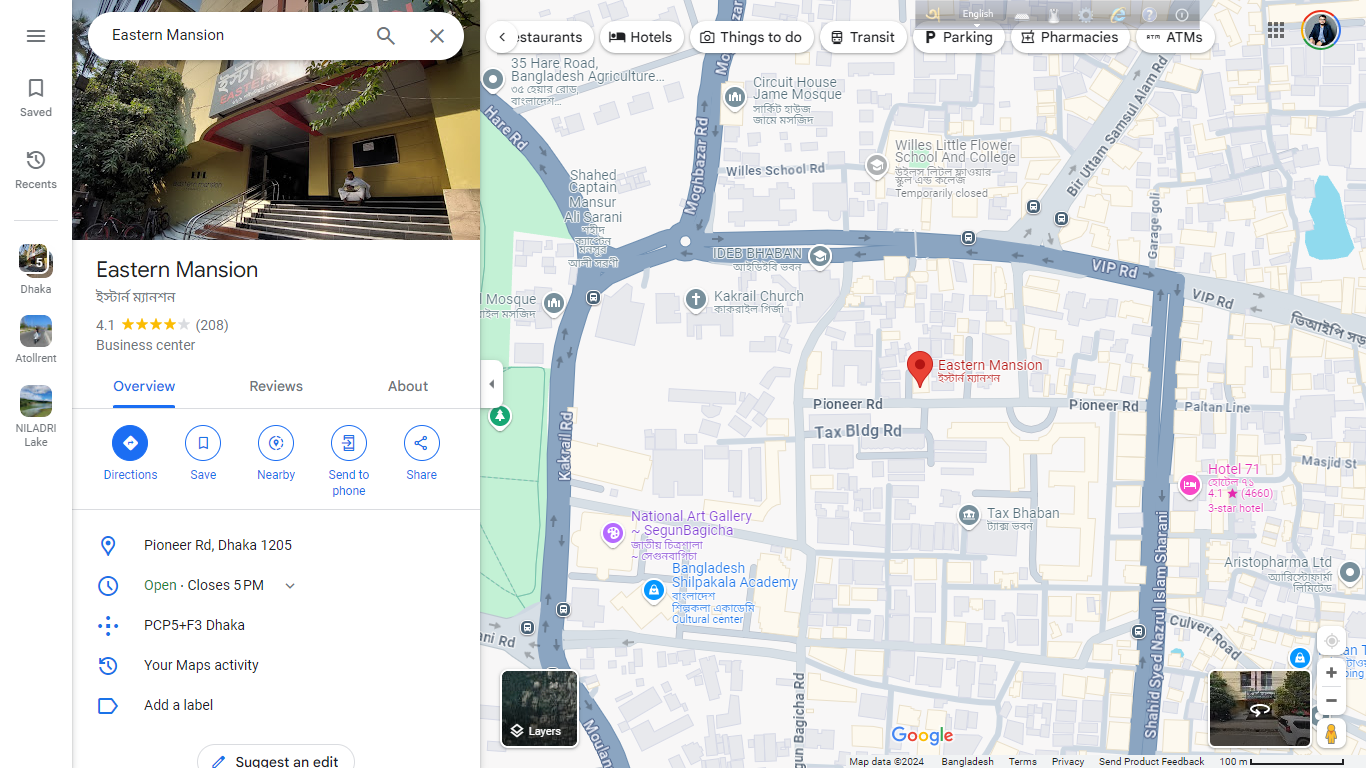 Eastern Mansion
Saved
Recents
5
Dhaka
Atollrent
NILADRI
Lake
EASTERN
Eastern Mansion
ইস্টার্ন ম্যানশন
4.1 (208)
Business center
Overview
Reviews
About
Directions
Save
Nearby
Send to
phone
Share
Pioneer Rd, Dhaka 1205
Open · Closes 5 PM
PCP5+F3 Dhaka
Your Maps activity
Add a label
Suggest an edit
estaurants
Hotels
Things to do
Transit
Parking
Pharmacies
ATMs
English
35 Hare Road,
Bangladesh Agriculture...
৩৫ হেয়ার রোড
বাংলাদেশ...
Hare Rd
Circuit House
Jame Mosque
সার্কিট হাউজ
জামে মসজিদ
Moghbazar Rd
Willes School Rd
Willes Little Flower
School And College
উইলস লিটল ফ্লাওয়ার
স্কুল এন্ড কলেজ
Temporarily closed
Bir Uttam Samsul Alam Rd
Garage goli
Shahed
Captain
Mansur
Ali Sarani
শহীদ
ক্যাপ্টেন
মনসুর
আলী সরণী
IDEB BHABAN
আইডিইবি ভবন
VIP Rd
VIP Rd
ভিআইপি সড়
l Mosque
রাইল মসজিদ
Kakrail Church
কাকরাইল গির্জা
Eastern Mansion
ইস্টার্ন ম্যানশন
Pioneer Rd
Pioneer Rd
Paltan Line
Tax Bldg Rd
Kakrail Rd
Masjid St
Hotel 71
হোটেল ৭১
4.1 ★ (4660)
3-star hotel
National Art Gallery
~ SegunBagicha
জাতীয় চিত্রশালা
~ সেগুনবাগিচা
Tax Bhaban
ট্যাক্স ভবন
Bangladesh
Shilpakala Academy
বাংলাদেশ
শিল্পকলা একাডেমি
Cultural center
Aristopharma Ltd
অ্যারিস্টোফার্মা
লিমিটেড
Shahid Syed Nazrul Islam Sharani
Culvert Road
ani Rd
Moulan
gun Bagicha Rd
Layers
Google
Map data ©2024
Bangladesh
Terms
Privacy
Send Product Feedback
100 m